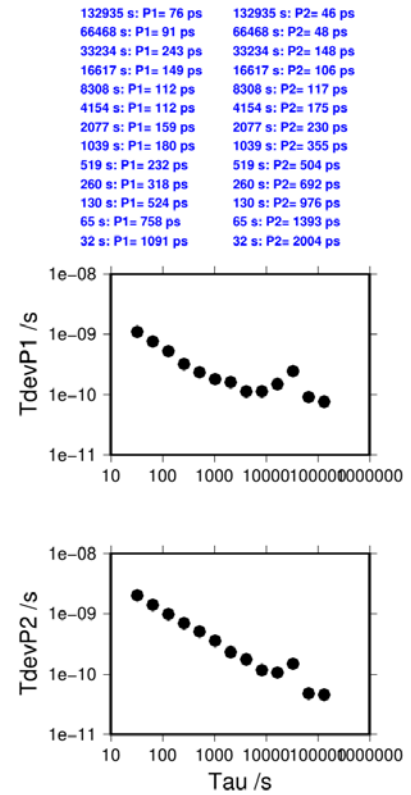 132935 s: P1= 76 ps 132935 s: P2= 46 ps
66468 s: P1= 91 ps 66468 s: P2= 48 ps
33234 s: P1= 243 ps 33234 s: P2= 148 ps
16617 s: P1= 149 ps 16617 s: P2= 106 ps
8308 s: P1= 112 ps 8308 s: P2= 117 ps
4154 s: P1= 112 ps 4154 s: P2= 175 ps
2077 s: P1= 159 ps 2077 s: P2= 230 ps
1039 s: P1= 180 ps 1039 s: P2= 355 ps
519 s: P1= 232 ps 519 s: P2= 504 ps
260 s: P1= 318 ps 260 s: P2= 692 ps
130 s: P1= 524 ps 130 s: P2= 976 ps
65 s: P1= 758 ps 65 s: P2= 1393 ps
32 s: P1= 1091 ps 32 s: P2= 2004 ps
TdevP1 /s
1e−08
1e−09
1e−10
1e−11
10 100 1000 10000 100000 1000000
TdevP2 /s
1e−08
1e−09
1e−10
1e−11
10 100 1000 10000 100000 1000000
Tau /s